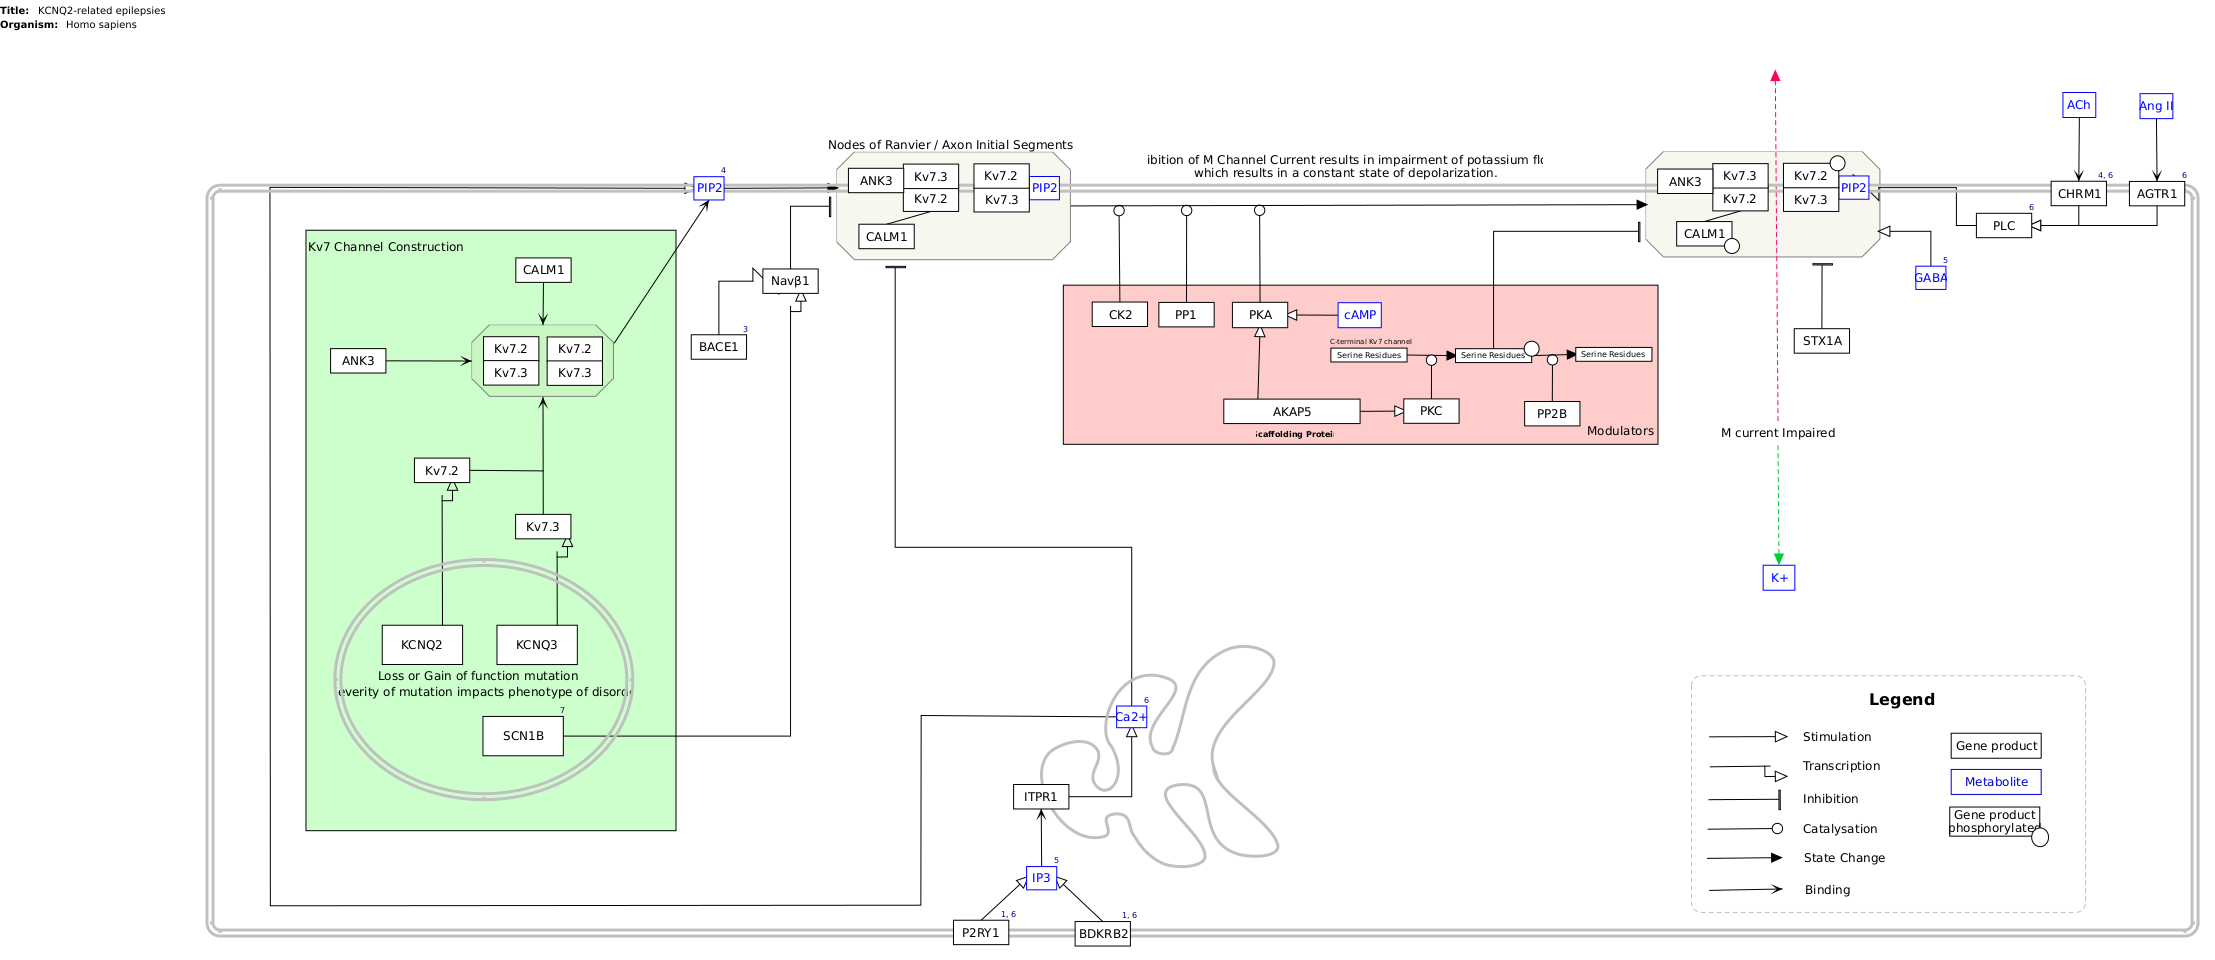 Title: KCNQ2-related epilepsies
Organism: Homo sapiens
ACh
Ang II
Nodes of Ranvier / Axon Initial Segments
ibition of M Channel Current results in impairment of potassium flo
which results in a constant state of depolarization.
4
PIP2
ANK3
Kv7.3
Kv7.2
Kv7.2
Kv7.3
PIP2
CALM1
ANK3
Kv7.3
Kv7.2
Kv7.2
Kv7.3
PIP2
CALM1
4, 6
CHRM1
6
AGTR1
6
PLC
5
GABA
Kv7 Channel Construction
CALM1
Navβ1
3
BACE1
ANK3
Kv7.2
Kv7.3
Kv7.2
Kv7.3
CK2
PP1
PKA
cAMP
C-terminal Kv7 channel
Serine Residues
Serine Residues
Serine Residues
AKAP5
PKC
PP2B
caffolding Protei
Modulators
STX1A
M current Impaired
Kv7.2
Kv7.3
K+
KCNQ2
KCNQ3
Loss or Gain of function mutation
everity of mutation impacts phenotype of disord
7
SCN1B
6
Ca2+
ITPR1
5
IP3
1, 6
P2RY1
1, 6
BDKRB2
Legend
Stimulation
Transcription
Inhibition
Catalysation
State Change
Binding
Gene product
Metabolite
Gene product
phosphorylated